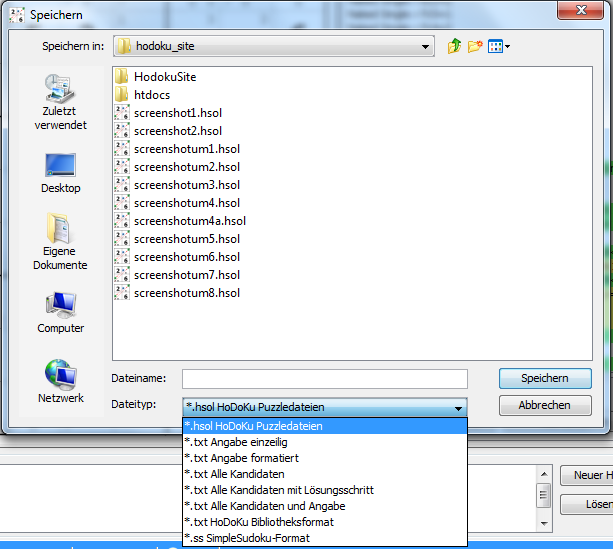 Speichern
Speichern in:
hodoku_site
Zuletzt
verwendet
Desktop
Eigene
Dokumente
Computer
Netzwerk
HodokuSite
htdocs
screenshot1.hsol
screenshot2.hsol
screenshotum1.hsol
screenshotum2.hsol
screenshotum3.hsol
screenshotum4.hsol
screenshotum4a.hsol
screenshotum5.hsol
screenshotum6.hsol
screenshotum7.hsol
screenshotum8.hsol
Dateiname:
Speichern
Dateityp:
*.hsol HoDoKu Puzzledateien
Abbrechen
*.hsol HoDoKu Puzzledateien
*.txt Angabe einzeilig
*.txt Angabe formatiert
*.txt Alle Kandidaten
*.txt Alle Kandidaten mit Lösungsschritt
*.txt Alle Kandidaten und Angabe
*.txt HoDoKu Bibliotheksformat
*.ss SimpleSudoku-Format
Neuer H
Lösen